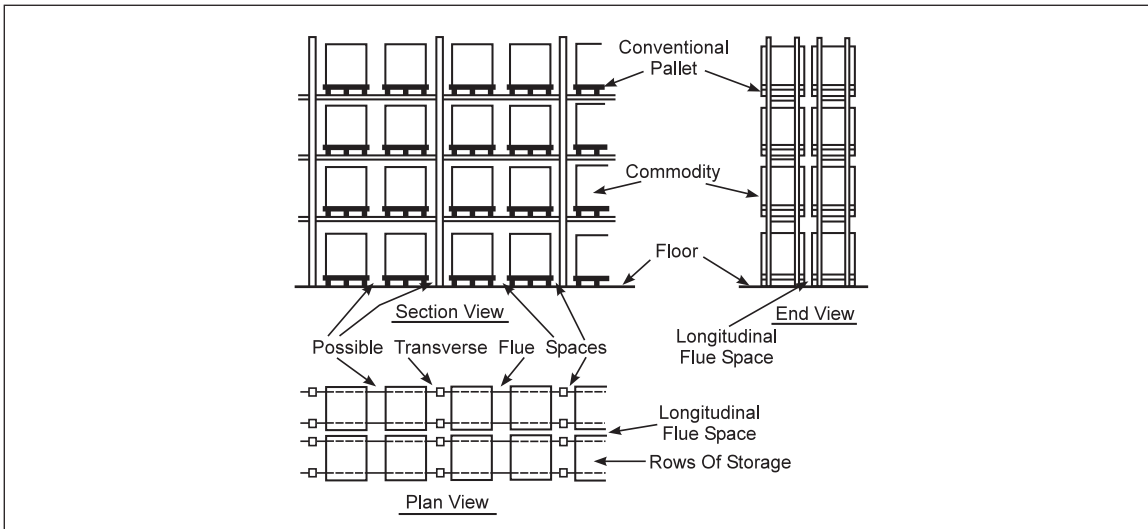 Conventional
Pallet
Commodity
Floor
Section View
End View
Longitudinal
Flue Space
Possible Transverse Flue Spaces
Longitudinal
Flue Space
Rows Of Storage
Plan View